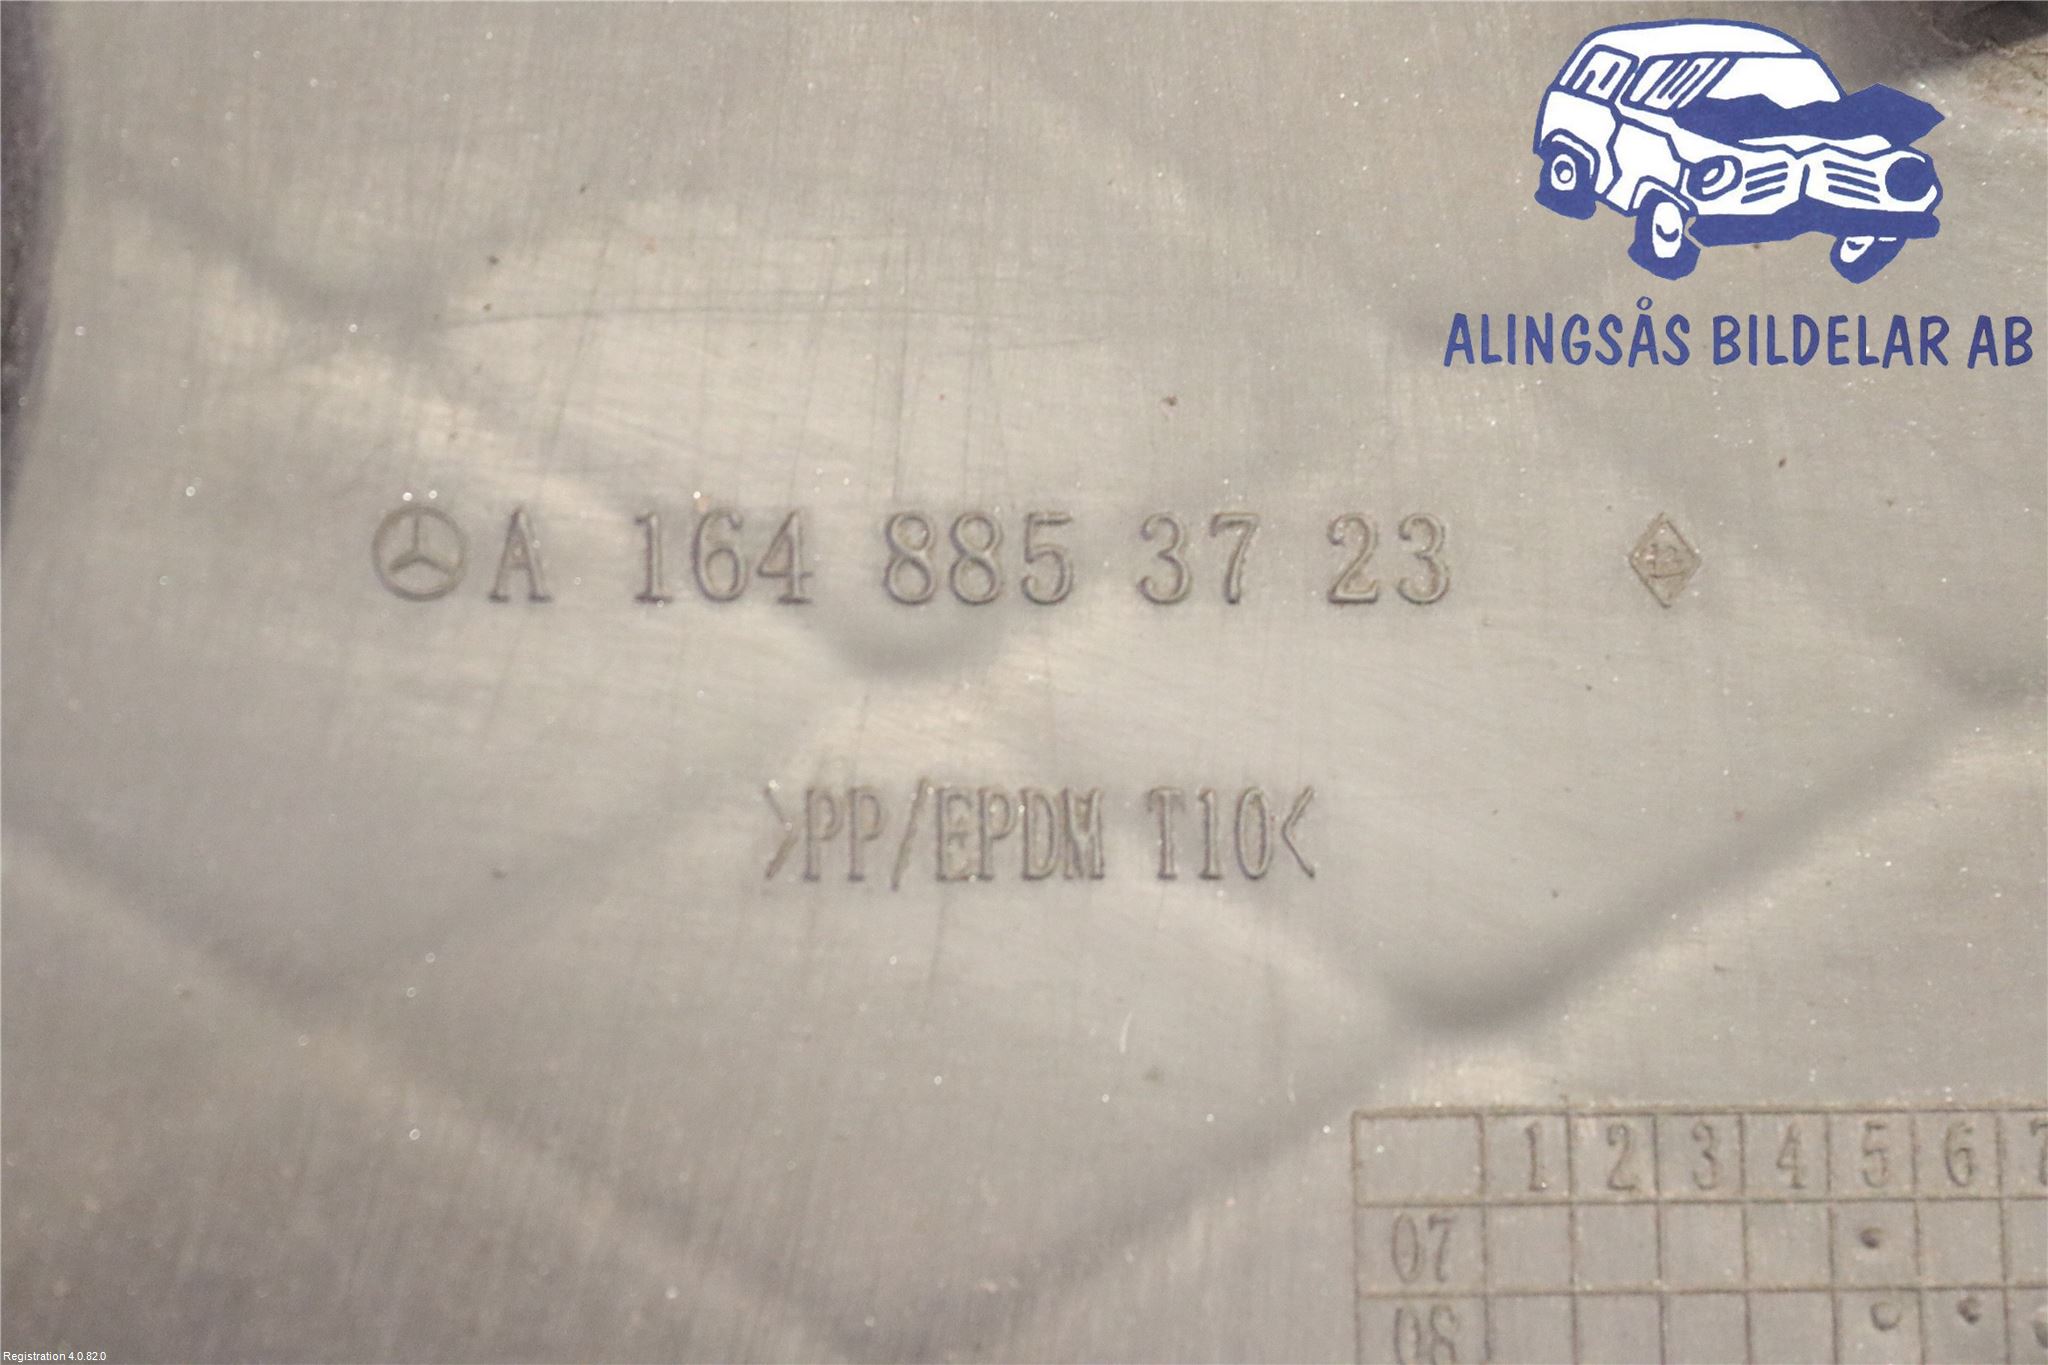 ALINGSÅS BILDELAR AB
A 164 885 37 23
>PP/EPDM T10<
1 2 3 4 5 6 7
07
08
Registration 4.0.82.0